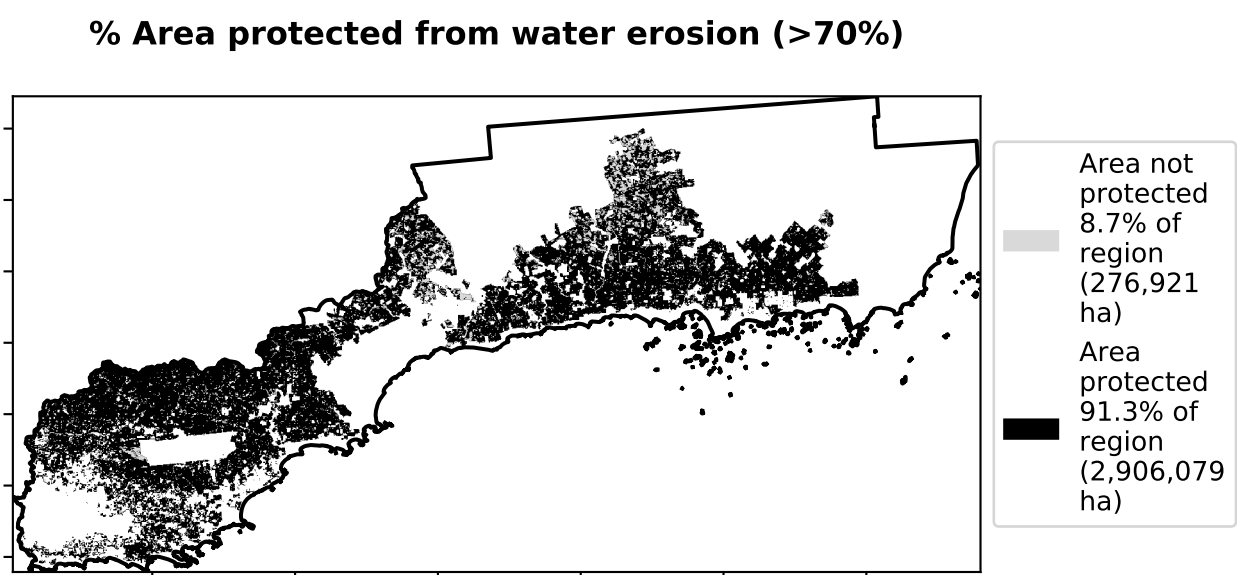 % Area protected from water erosion (>70%)
Area not
protected
8.7% of
region
(276,921
ha)
Area
protected
91.3% of
region
(2,906,079
ha)